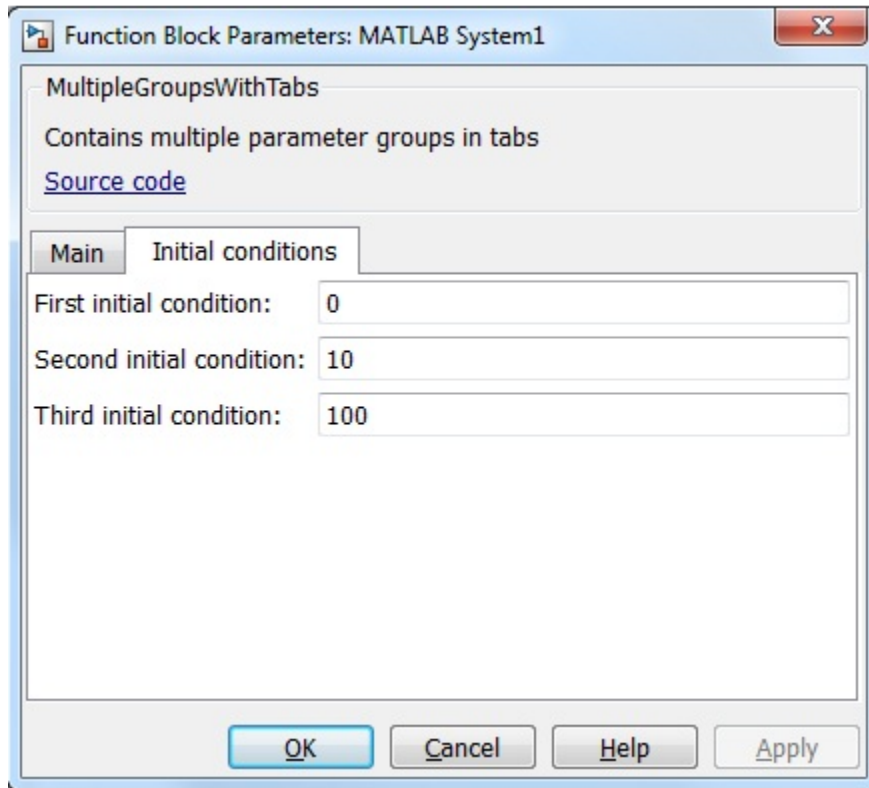 Function Block Parameters: MATLAB System1
MultipleGroupsWithTabs
Contains multiple parameter groups in tabs
Source code
Main Initial conditions
First initial condition: 0
Second initial condition: 10
Third initial condition: 100
OK Cancel Help Apply